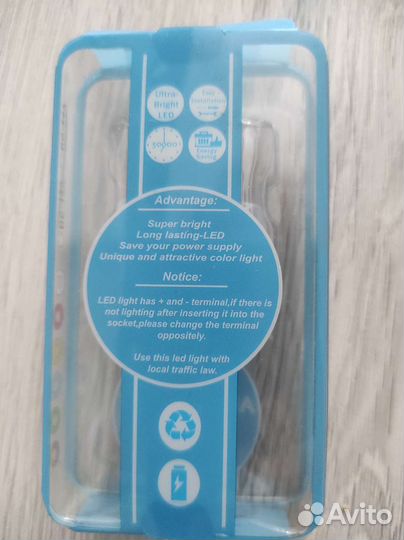 Ultra-
Bright
LED
Easy
Installation
50000
Energy
Saving
Advantage:
Super bright
Long lasting-LED
Save your power supply
Unique and attractive color light
Notice:
LED light has + and - terminal,if there is
not lighting after inserting it into the
socket,please change the terminal
oppositely.
Use this led light with
local traffic law.
Avito